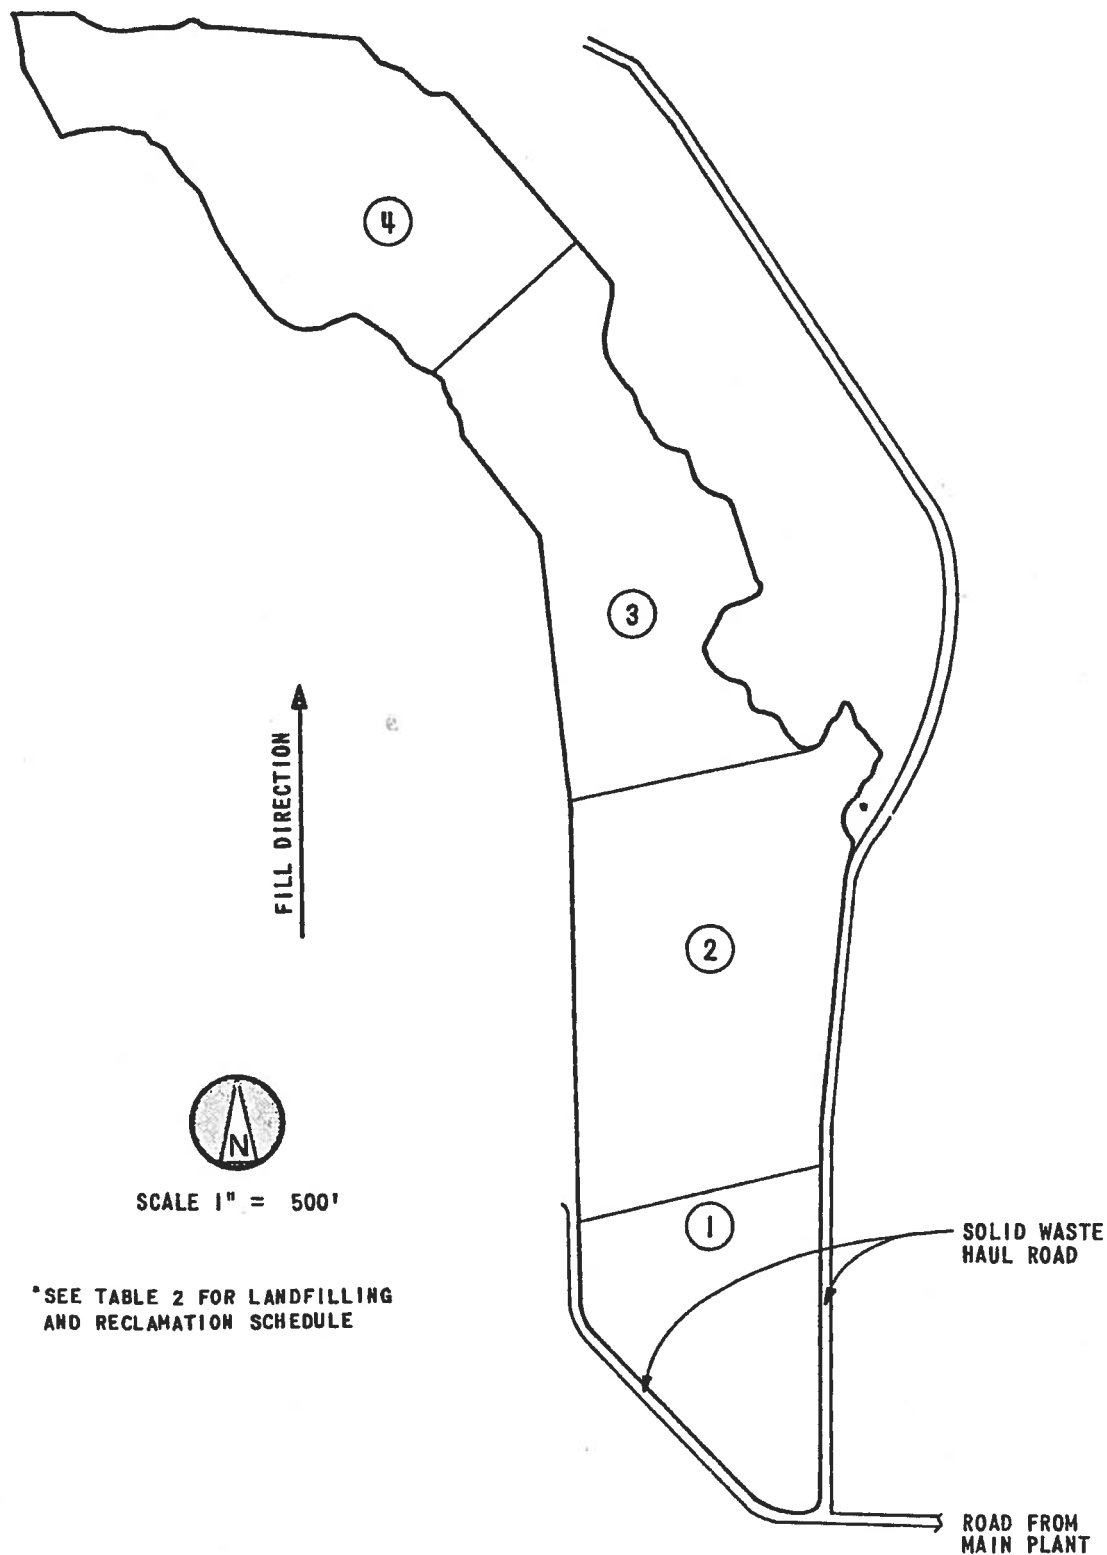 4
3
FILL DIRECTION
2
N
SCALE 1" = 500'
1
SOLID WASTE
HAUL ROAD
*SEE TABLE 2 FOR LANDFILLING
AND RECLAMATION SCHEDULE
ROAD FROM
MAIN PLANT